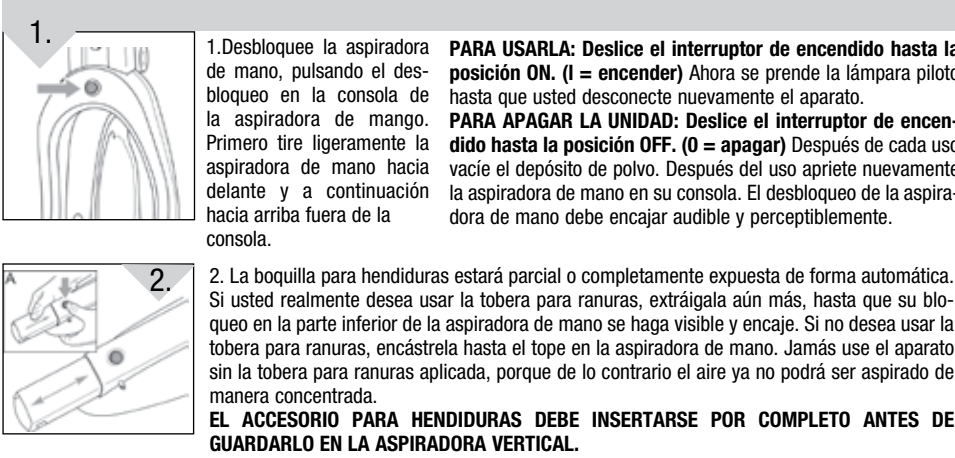 1.
1.Desbloquee la aspiradora
de mano, pulsando el des-
bloqueo en la consola de
la aspiradora de mango.
Primero tire ligeramente la
aspiradora de mano hacia
delante y a continuación
hacia arriba fuera de la
consola.
PARA USARLA: Deslice el interruptor de encendido hasta la
posición ON. (I = encender) Ahora se prende la lámpara piloto
hasta que usted desconecte nuevamente el aparato.
PARA APAGAR LA UNIDAD: Deslice el interruptor de encen-
dido hasta la posición OFF. (0 = apagar) Después de cada uso
vacíe el depósito de polvo. Después del uso apriete nuevamente
la aspiradora de mano en su consola. El desbloqueo de la aspira-
dora de mano debe encajar audible y perceptiblemente.
A
2.
2. La boquilla para hendiduras estará parcial o completamente expuesta de forma automática.
Si usted realmente desea usar la tobera para ranuras, extráigala aún más, hasta que su blo-
queo en la parte inferior de la aspiradora de mano se haga visible y encaje. Si no desea usar la
tobera para ranuras, encástrela hasta el tope en la aspiradora de mano. Jamás use el aparato
sin la tobera para ranuras aplicada, porque de lo contrario el aire ya no podrá ser aspirado de
manera concentrada.
EL ACCESORIO PARA HENDIDURAS DEBE INSERTARSE POR COMPLETO ANTES DE
GUARDARLO EN LA ASPIRADORA VERTICAL.